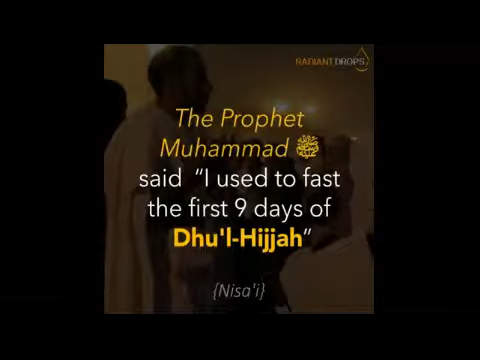 RADIANT DROPS
The Prophet
Muhammad ﷺ
said "I used to fast
the first 9 days of
Dhu'l-Hijjah"
{Nisa'i}